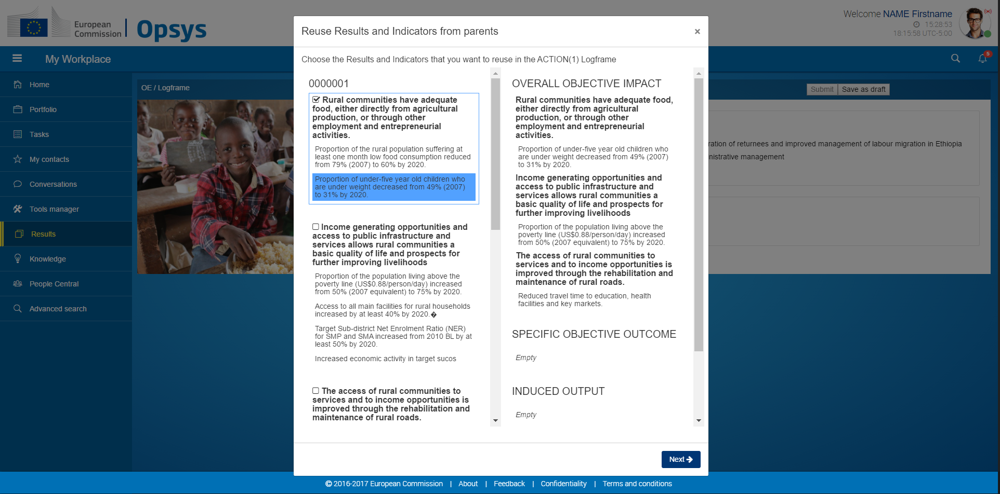 European
Commission
Opsys
Welcome NAME Firstname
15:28:53
18:15:58 UTC-5:00
My Workplace
5
Home
Portfolio
Tasks
My contacts
Conversations
Tools manager
Results
Knowledge
People Central
Advanced search
OE / Logframe
Submit
Save as draft
ration of returnees and improved management of labour migration in Ethiopia
nistrative management
Reuse Results and Indicators from parents
×
Choose the Results and Indicators that you want to reuse in the ACTION(1) Logframe
0000001
Rural communities have adequate
food, either directly from agricultural
production, or through other
employment and entrepreneurial
activities.
Proportion of the rural population suffering at
least one month low food consumption reduced
from 79% (2007) to 60% by 2020.
Proportion of under-five year old children who
are under weight decreased from 49% (2007)
to 31% by 2020.
Income generating opportunities and
access to public infrastructure and
services allows rural communities a
basic quality of life and prospects for
further improving livelihoods
Proportion of the population living above the
poverty line (US$0.88/person/day) increased
from 50% (2007 equivalent) to 75% by 2020.
Access to all main facilities for rural households
increased by at least 40% by 2020.�
Target Sub-district Net Enrolment Ratio (NER)
for SMP and SMA increased from 2010 BL by at
least 50% by 2020.
Increased economic activity in target sucos
The access of rural communities to
services and to income opportunities is
improved through the rehabilitation and
maintenance of rural roads.
OVERALL OBJECTIVE IMPACT
Rural communities have adequate food,
either directly from agricultural
production, or through other
employment and entrepreneurial
activities.
Proportion of under-five year old children who
are under weight decreased from 49% (2007)
to 31% by 2020.
Income generating opportunities and
access to public infrastructure and
services allows rural communities a
basic quality of life and prospects for
further improving livelihoods
Proportion of the population living above the
poverty line (US$0.88/person/day) increased
from 50% (2007 equivalent) to 75% by 2020.
The access of rural communities to
services and to income opportunities is
improved through the rehabilitation and
maintenance of rural roads.
Reduced travel time to education, health
facilities and key markets.
SPECIFIC OBJECTIVE OUTCOME
Empty
INDUCED OUTPUT
Empty
Next
© 2016-2017 European Commission | About | Feedback | Confidentiality | Terms and conditions